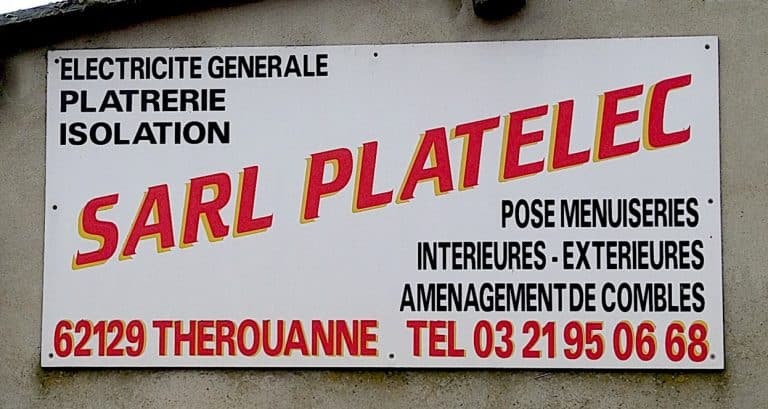 ELECTRICITE GENERALE
PLATRERIE
ISOLATION
SARL PLATELEC
POSE MENUISERIES
INTERIEURES - EXTERIEURES
AMENAGEMENT DE COMBLES
62129 THEROUANNE TEL 03 21 95 06 68